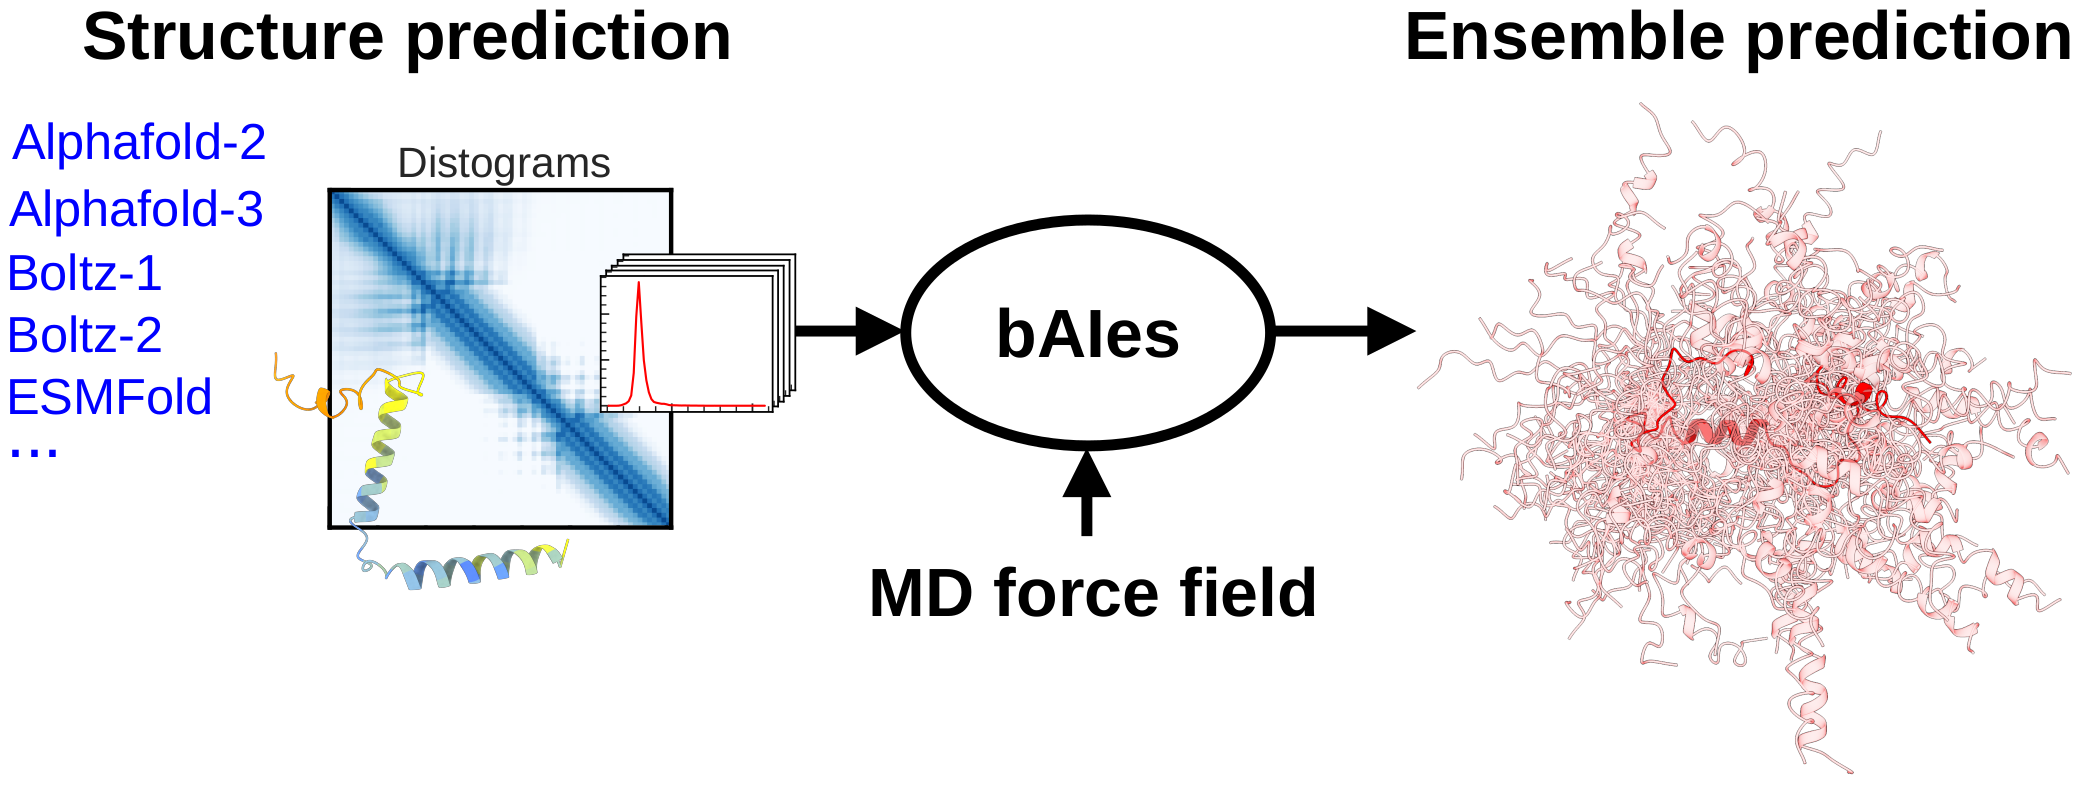 Structure prediction
Ensemble prediction
Alphafold-2
Alphafold-3
Boltz-1
Boltz-2
ESMFold
...
Distograms
bAIes
MD force field